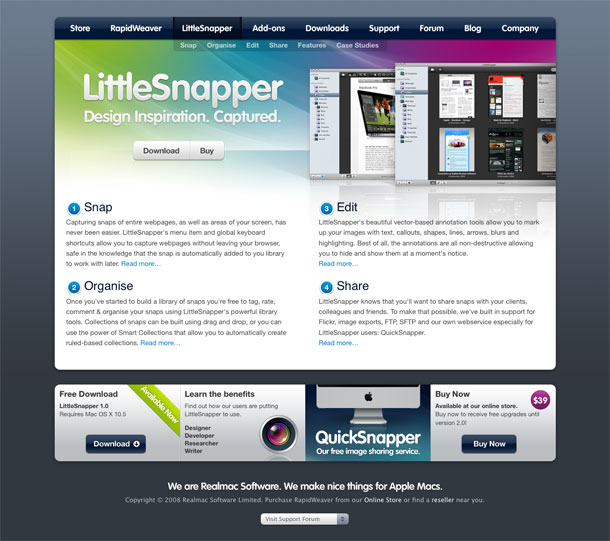 Store RapidWeaver LittleSnapper Add-ons Downloads Support Forum Blog Company
Snap Organise Edit Share Features Case Studies
LittleSnapper
Design Inspiration. Captured.
Download Buy
1 Snap
Capturing snaps of entire webpages, as well as areas of your screen, has
never been easier. LittleSnapper's menu item and global keyboard
shortcuts allow you to capture webpages without leaving your browser,
safe in the knowledge that the snap is automatically added to you library
to work with later. Read more…
2 Organise
Once you've started to build a library of snaps you're free to tag, rate,
comment & organise your snaps using LittleSnapper's powerful library
tools. Collections of snaps can be built using drag and drop, or you can
use the power of Smart Collections that allow you to automatically create
ruled-based collections. Read more…
3 Edit
LittleSnapper's beautiful vector-based annotation tools allow you to mark
up your images with text, callouts, shapes, lines, arrows, blurs and
highlighting. Best of all, the annotations are all non-destructive allowing
you to hide and show them at a moment's notice.
Read more…
4 Share
LittleSnapper knows that you'll want to share snaps with your clients,
colleagues and friends. To make that possible, we've built in support for
Flickr, image exports, FTP, SFTP and our own webservice especially for
LittleSnapper users: QuickSnapper.
Read more…
Free Download
LittleSnapper 1.0
Requires Mac OS X 10.5
Available Now
Download
Learn the benefits
Find out how our users are putting
LittleSnapper to use.
Designer
Developer
Researcher
Writer
QuickSnapper
Our free image sharing service.
Buy Now
Available at our online store.
Buy now to receive free upgrades until
version 2.0!
$39
Buy Now
We are Realmac Software. We make nice things for Apple Macs.
Copyright © 2008 Realmac Software Limited. Purchase RapidWeaver from our Online Store or find a reseller near you.
Visit Support Forum